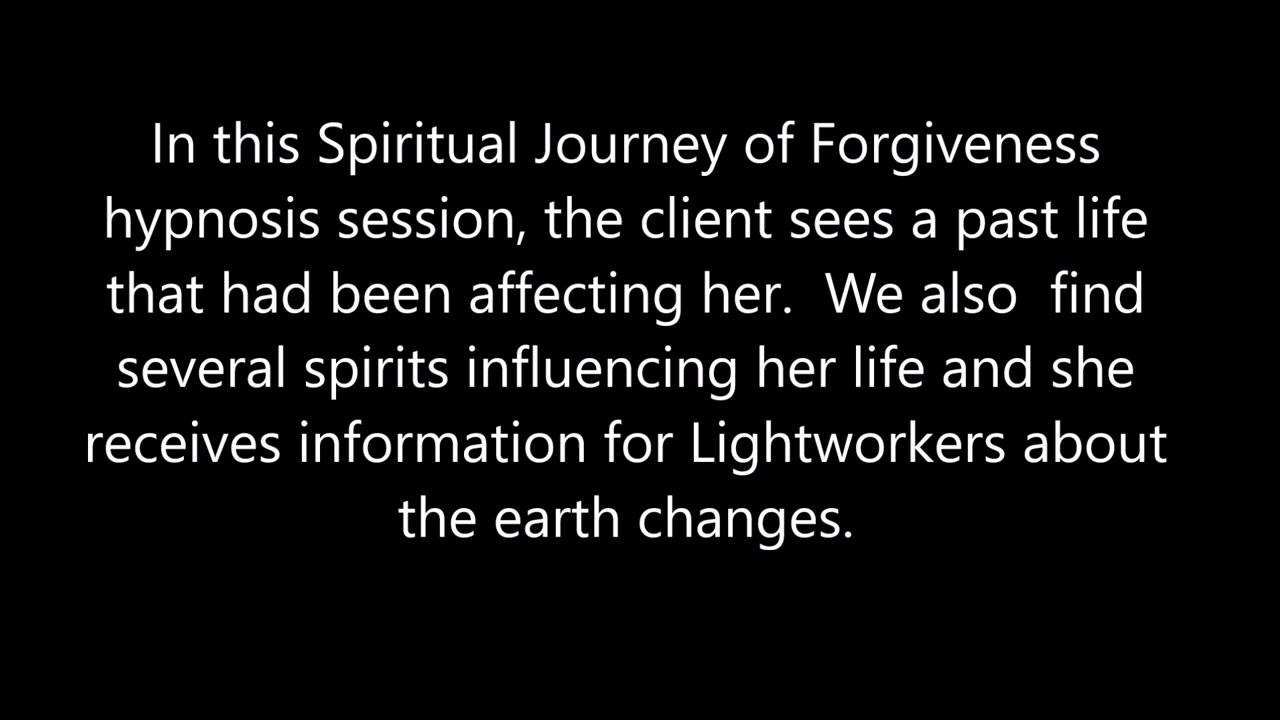 In this Spiritual Journey of Forgiveness
hypnosis session, the client sees a past life
that had been affecting her.  We also  find
several spirits influencing her life and she
receives information for Lightworkers about
the earth changes.